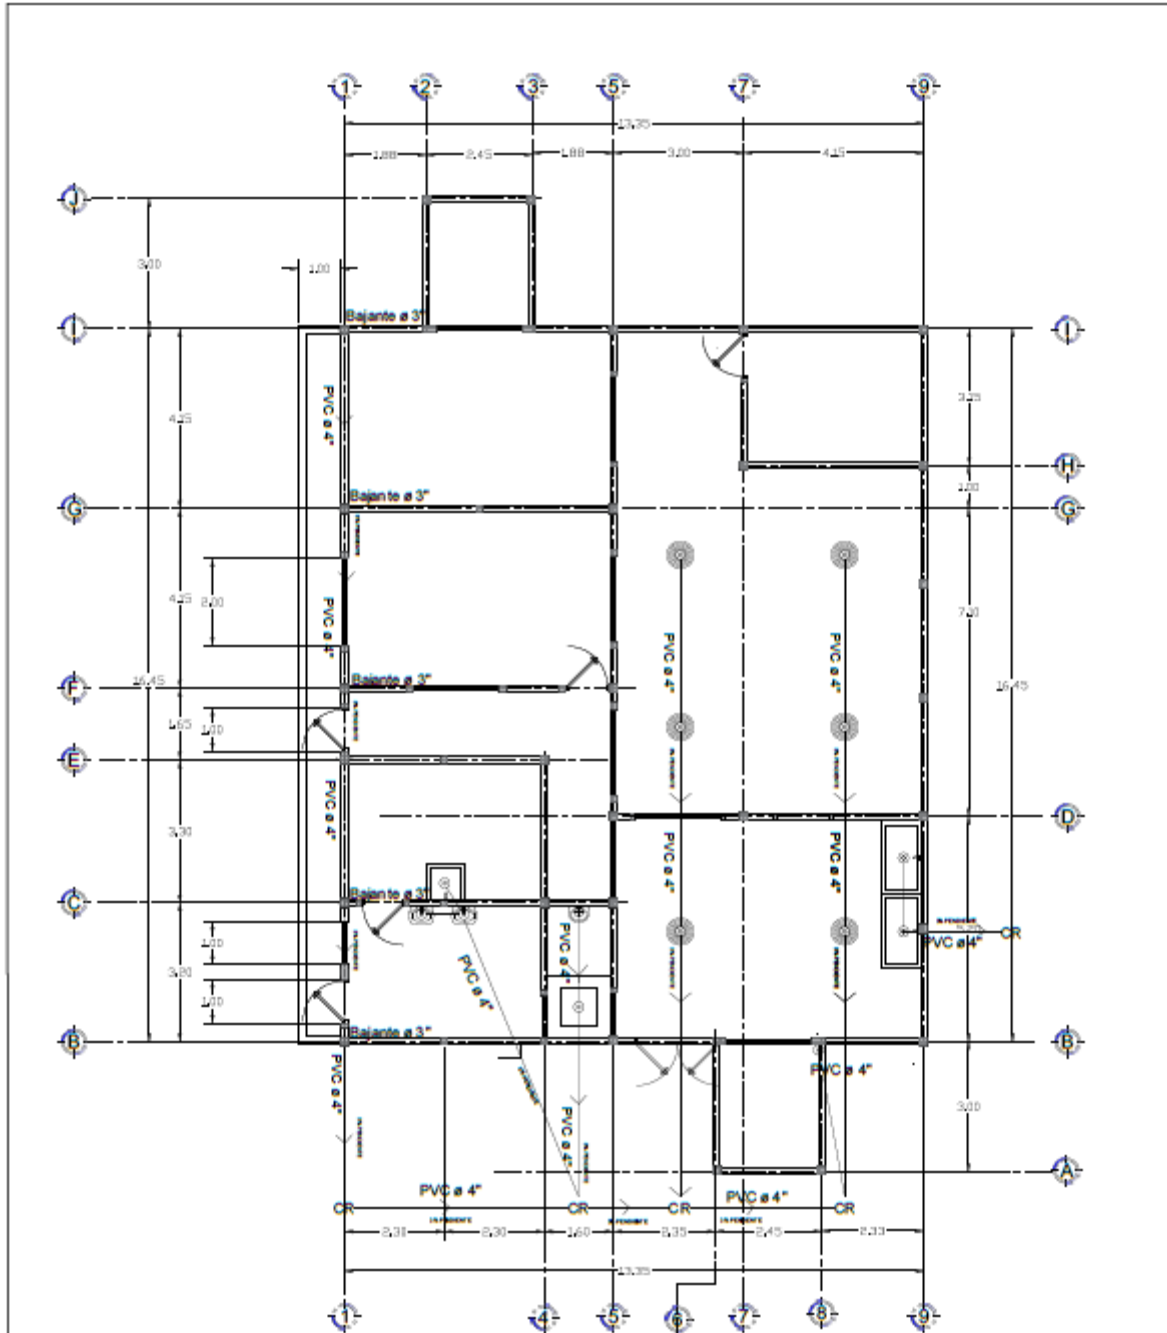 1 2 3 5 7 9
13.35
1.88 2.45 1.88 3.00 4.15
J
3.00
1.00
Bajante ø 3"
I I
PVC ø 4"
4.15
3.15
H
1.00
Bajante ø 3"
G G
2.00
4.15
PVC ø 4"
PVC ø 4"
PVC ø 4"
Bajante ø 3"
F
16.45
16.45
1.65
1.00
E
PVC ø 4"
D
3.30
PVC ø 4"
PVC ø 4"
Bajante ø 3"
C
1.00
3.20
PVC ø 4"
PVC ø 4"
PVC ø 4"
CR
1.00
Bajante ø 3"
B B
PVC ø 4"
PVC ø 4"
PVC ø 4"
3.00
A
PVC ø 4"
PVC ø 4"
CR CR CR CR
2.30 2.30 1.60 2.35 2.45 2.33
13.35
1 4 5 6 7 8 9